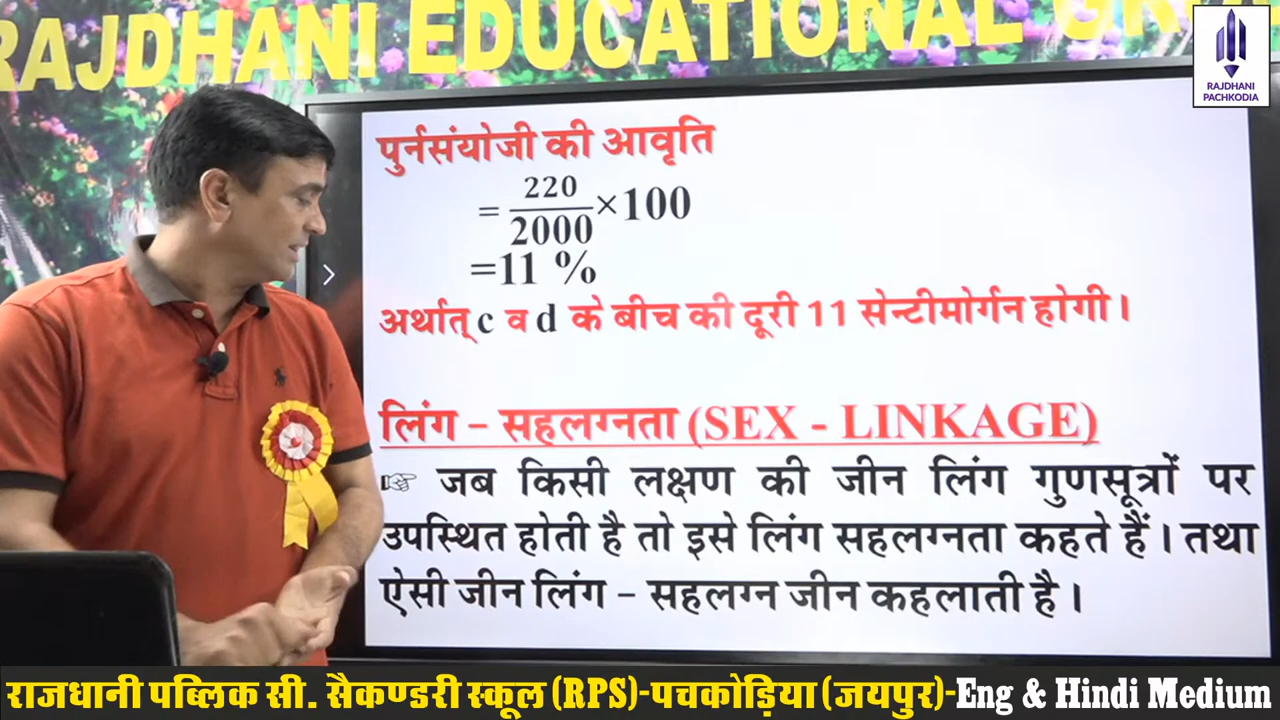 RAJDHANI EDUCATIONAL
RAJDHANI
PACHKODIA
पुर्नसंयोजी की आवृति
= 220/2000 ×100
=11 %
अर्थात् c व d के बीच की दूरी 11 सेन्टीमोर्गन होगी।
लिंग – सहलग्नता (SEX - LINKAGE)
☞ जब किसी लक्षण की जीन लिंग गुणसूत्रों पर
उपस्थित होती है तो इसे लिंग सहलग्नता कहते हैं। तथा
ऐसी जीन लिंग – सहलग्न जीन कहलाती है।
राजधानी पब्लिक सी. सैकण्डरी स्कूल (RPS)-पचकोड़िया (जयपुर)-Eng & Hindi Medium